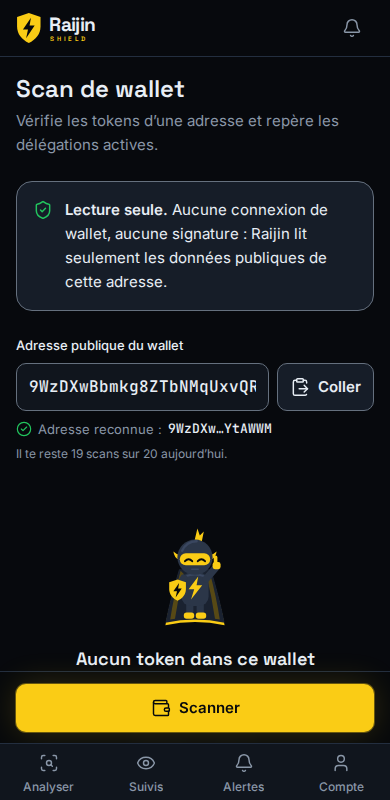 Raijin
SHIELD
Scan de wallet
Vérifie les tokens d’une adresse et repère les
délégations actives.
Lecture seule. Aucune connexion de
wallet, aucune signature : Raijin lit
seulement les données publiques de
cette adresse.
Adresse publique du wallet
9WzDXwBbmkg8ZTbNMqUxvQR
Coller
Adresse reconnue : 9WzDXw…YtAWWM
Il te reste 19 scans sur 20 aujourd’hui.
Aucun token dans ce wallet
Scanner
Analyser
Suivis
Alertes
Compte